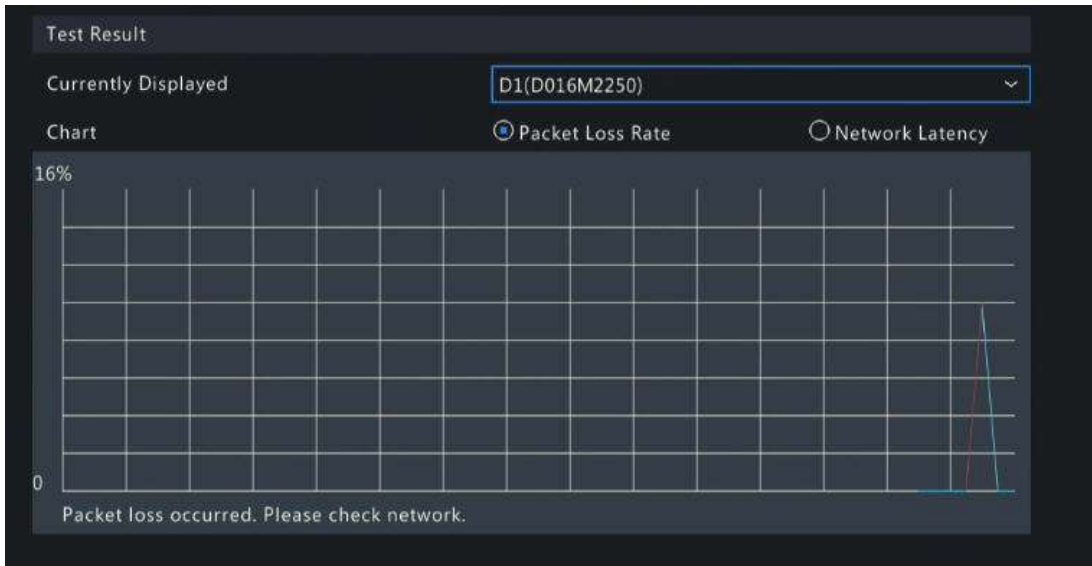 Test Result
Currently Displayed D1(D016M2250)
Chart Packet Loss Rate Network Latency
16%
0
Packet loss occurred. Please check network.